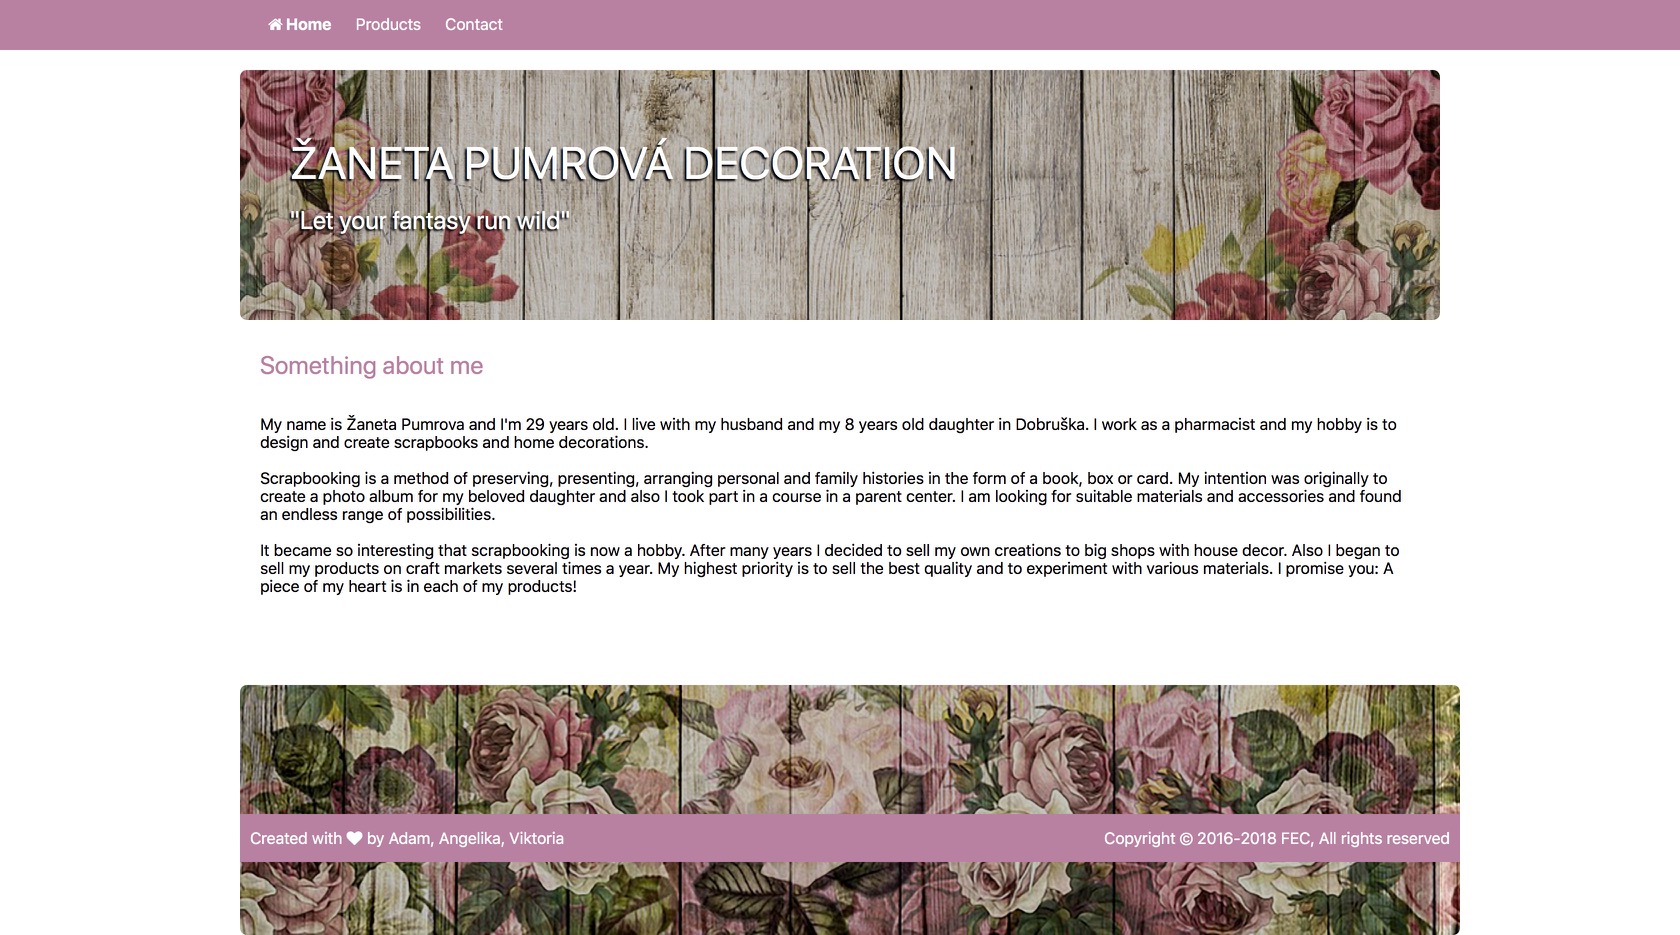 Home Products Contact
ŽANETA PUMROVÁ DECORATION
"Let your fantasy run wild"
Something about me
My name is Žaneta Pumrova and I'm 29 years old. I live with my husband and my 8 years old daughter in Dobruška. I work as a pharmacist and my hobby is to
design and create scrapbooks and home decorations.
Scrapbooking is a method of preserving, presenting, arranging personal and family histories in the form of a book, box or card. My intention was originally to
create a photo album for my beloved daughter and also I took part in a course in a parent center. I am looking for suitable materials and accessories and found
an endless range of possibilities.
It became so interesting that scrapbooking is now a hobby. After many years I decided to sell my own creations to big shops with house decor. Also I began to
sell my products on craft markets several times a year. My highest priority is to sell the best quality and to experiment with various materials. I promise you: A
piece of my heart is in each of my products!
Created with ♥ by Adam, Angelika, Viktoria
Copyright © 2016-2018 FEC, All rights reserved